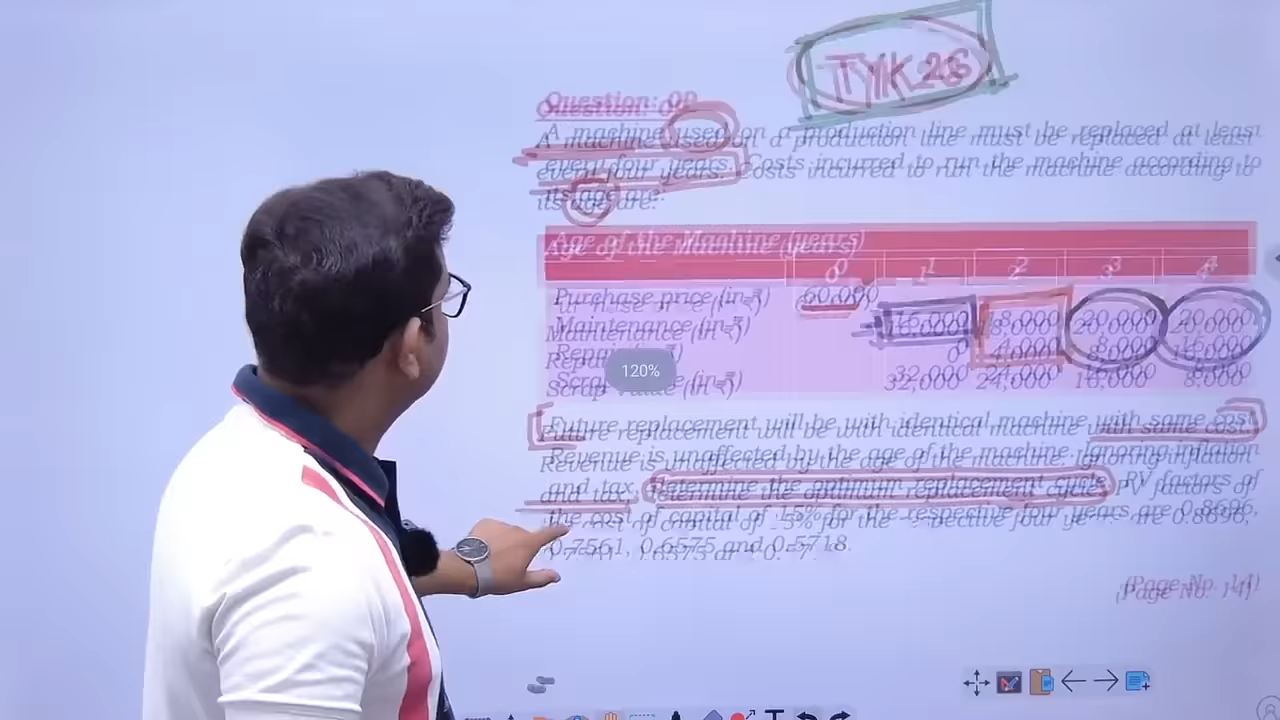 TYK 26
Question:
A machine used on a production line must be replaced at least
every four years. Costs incurred to run the machine according to
its age are:
Age of the Machine (years)
0 1 2 3 4
Purchase price (in ₹) 60,000
Maintenance (in ₹) 16,000 18,000 20,000 20,000
Repair (in ₹) 0 4,000 8,000 16,000
Scrap Value (in ₹) 32,000 24,000 16,000 8,000
120%
Future replacement will be with identical machine with same cost
Revenue is unaffected by the age of the machine ignoring inflation
and tax, determine the optimum replacement cycle PV factors of
the cost of capital of 15% for the respective four years are 0.8696,
0.7561, 0.6575 and 0.5718.
(Page No. 14)